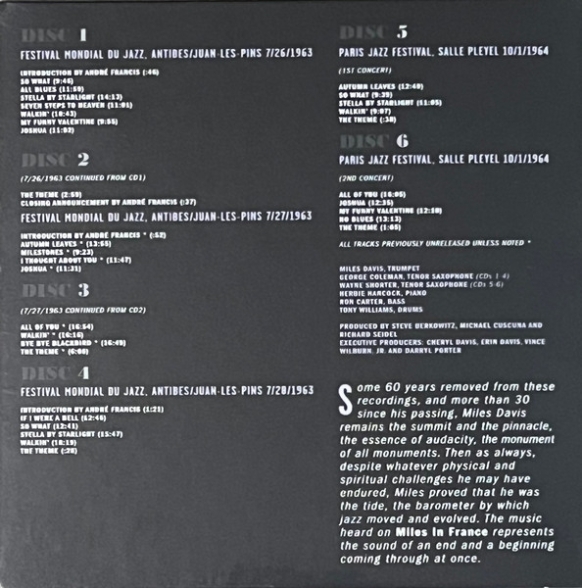 DISC 1
FESTIVAL MONDIAL DU JAZZ, ANTIBES/JUAN-LES-PINS 7/26/1963
INTRODUCTION BY ANDRÉ FRANCIS (:46)
SO WHAT (9:46)
ALL BLUES (11:59)
STELLA BY STARLIGHT (14:13)
SEVEN STEPS TO HEAVEN (11:01)
WALKIN' (10:43)
MY FUNNY VALENTINE (9:55)
JOSHUA (11:02)
DISC 2
(7/26/1963 CONTINUED FROM CD1)
THE THEME (2:59)
CLOSING ANNOUNCEMENT BY ANDRÉ FRANCIS (:37)
FESTIVAL MONDIAL DU JAZZ, ANTIBES/JUAN-LES-PINS 7/27/1963
INTRODUCTION BY ANDRÉ FRANCIS * (:52)
AUTUMN LEAVES * (13:55)
MILESTONES * (9:23)
I THOUGHT ABOUT YOU * (11:47)
JOSHUA * (11:21)
DISC 3
(7/27/1963 CONTINUED FROM CD2)
ALL OF YOU * (16:54)
WALKIN' * (16:16)
BYE BYE BLACKBIRD * (16:49)
THE THEME * (6:08)
DISC 4
FESTIVAL MONDIAL DU JAZZ, ANTIBES/JUAN-LES-PINS 7/28/1963
INTRODUCTION BY ANDRÉ FRANCIS (1:21)
IF I WERE A BELL (12:46)
SO WHAT (12:41)
STELLA BY STARLIGHT (15:47)
WALKIN' (18:19)
THE THEME (:28)
DISC 5
PARIS JAZZ FESTIVAL, SALLE PLEYEL 10/1/1964
(1ST CONCERT)
AUTUMN LEAVES (12:49)
SO WHAT (9:39)
STELLA BY STARLIGHT (11:05)
WALKIN' (9:07)
THE THEME (:38)
DISC 6
PARIS JAZZ FESTIVAL, SALLE PLEYEL 10/1/1964
(2ND CONCERT)
ALL OF YOU (16:05)
JOSHUA (12:35)
MY FUNNY VALENTINE (12:10)
NO BLUES (13:13)
THE THEME (1:05)
ALL TRACKS PREVIOUSLY UNRELEASED UNLESS NOTED *
MILES DAVIS, TRUMPET
GEORGE COLEMAN, TENOR SAXOPHONE (CDs 1-4)
WAYNE SHORTER, TENOR SAXOPHONE (CDs 5-6)
HERBIE HANCOCK, PIANO
RON CARTER, BASS
TONY WILLIAMS, DRUMS
PRODUCED BY STEVE BERKOWITZ, MICHAEL CUSCUNA AND
RICHARD SEIDEL
EXECUTIVE PRODUCERS: CHERYL DAVIS, ERIN DAVIS, VINCE
WILBURN, JR. AND DARRYL PORTER
Some 60 years removed from these
recordings, and more than 30
since his passing, Miles Davis
remains the summit and the pinnacle,
the essence of audacity, the monument
of all monuments. Then as always,
despite whatever physical and
spiritual challenges he may have
endured, Miles proved that he was
the tide, the barometer by which
jazz moved and evolved. The music
heard on Miles In France represents
the sound of an end and a beginning
coming through at once.